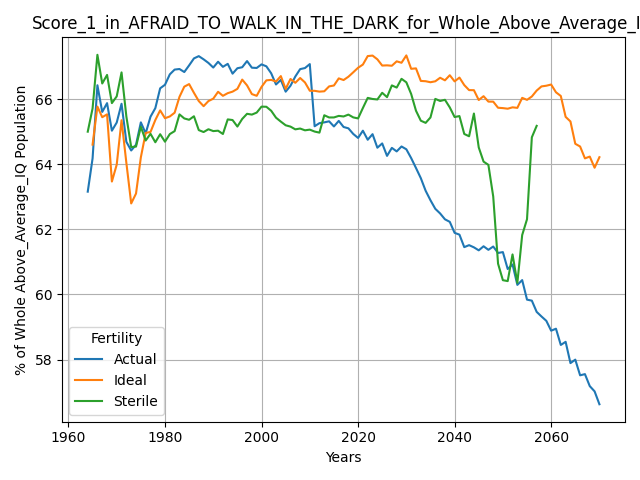 Score_1_in_AFRAID_TO_WALK_IN_THE_DARK_for_Whole_Above_Average_I
% of Whole Above_Average_IQ Population
66
64
62
60
58
Fertility
Actual
Ideal
Sterile
1960 1980 2000 2020 2040 2060
Years